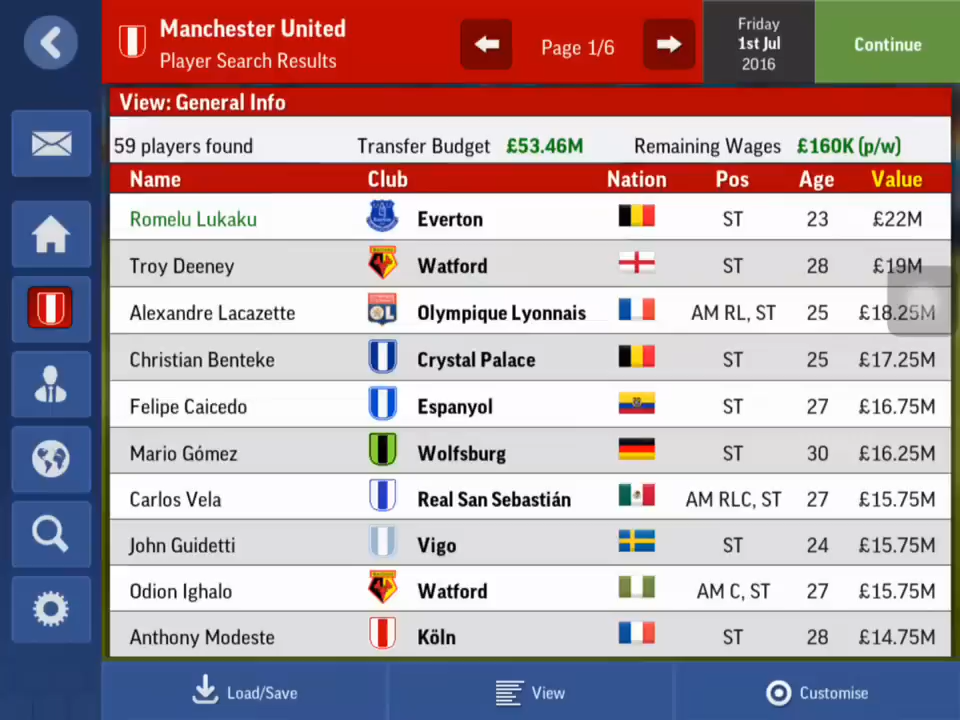 Manchester United
Player Search Results
Page 1/6
Friday
1st Jul
2016
Continue
View: General Info
59 players found Transfer Budget £53.46M Remaining Wages £160K (p/w)
Name Club Nation Pos Age Value
Romelu Lukaku Everton ST 23 £22M
Troy Deeney Watford ST 28 £19M
Alexandre Lacazette Olympique Lyonnais AM RL, ST 25 £18.25M
Christian Benteke Crystal Palace ST 25 £17.25M
Felipe Caicedo Espanyol ST 27 £16.75M
Mario Gómez Wolfsburg ST 30 £16.25M
Carlos Vela Real San Sebastián AM RLC, ST 27 £15.75M
John Guidetti Vigo ST 24 £15.75M
Odion Ighalo Watford AM C, ST 27 £15.75M
Anthony Modeste Köln ST 28 £14.75M
Load/Save View Customise